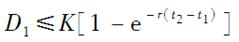 D₁ ⩽ K[ 1 − e⁻ʳ⁽ᵗ₂⁻ᵗ₁⁾ ]